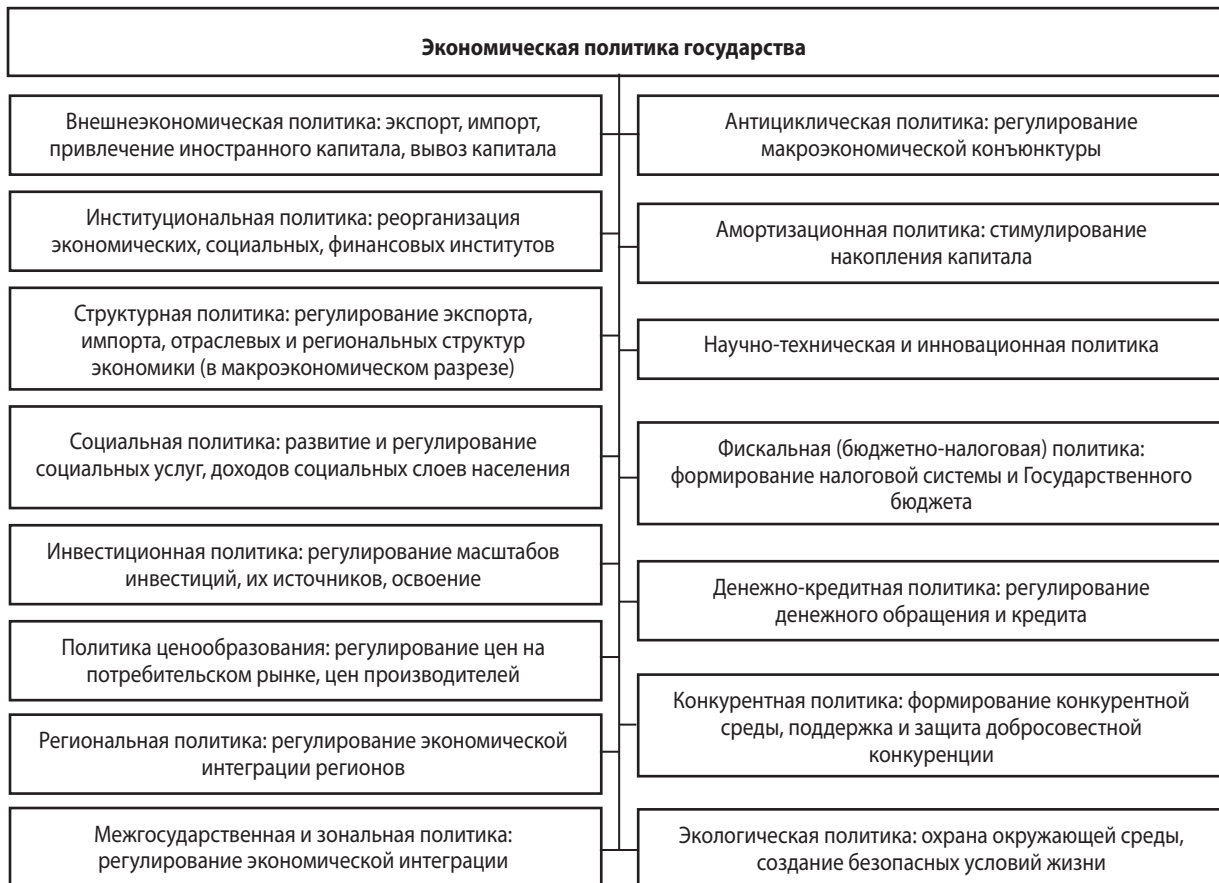 Экономическая политика государства
Внешнеэкономическая политика: экспорт, импорт,
привлечение иностранного капитала, вывоз капитала
Институциональная политика: реорганизация
экономических, социальных, финансовых институтов
Структурная политика: регулирование экспорта,
импорта, отраслевых и региональных структур
экономики (в макроэкономическом разрезе)
Социальная политика: развитие и регулирование
социальных услуг, доходов социальных слоев населения
Инвестиционная политика: регулирование масштабов
инвестиций, их источников, освоение
Политика ценообразования: регулирование цен на
потребительском рынке, цен производителей
Региональная политика: регулирование экономической
интеграции регионов
Межгосударственная и зональная политика:
регулирование экономической интеграции
Антициклическая политика: регулирование
макроэкономической конъюнктуры
Амортизационная политика: стимулирование
накопления капитала
Научно-техническая и инновационная политика
Фискальная (бюджетно-налоговая) политика:
формирование налоговой системы и Государственного
бюджета
Денежно-кредитная политика: регулирование
денежного обращения и кредита
Конкурентная политика: формирование конкурентной
среды, поддержка и защита добросовестной
конкуренции
Экологическая политика: охрана окружающей среды,
создание безопасных условий жизни